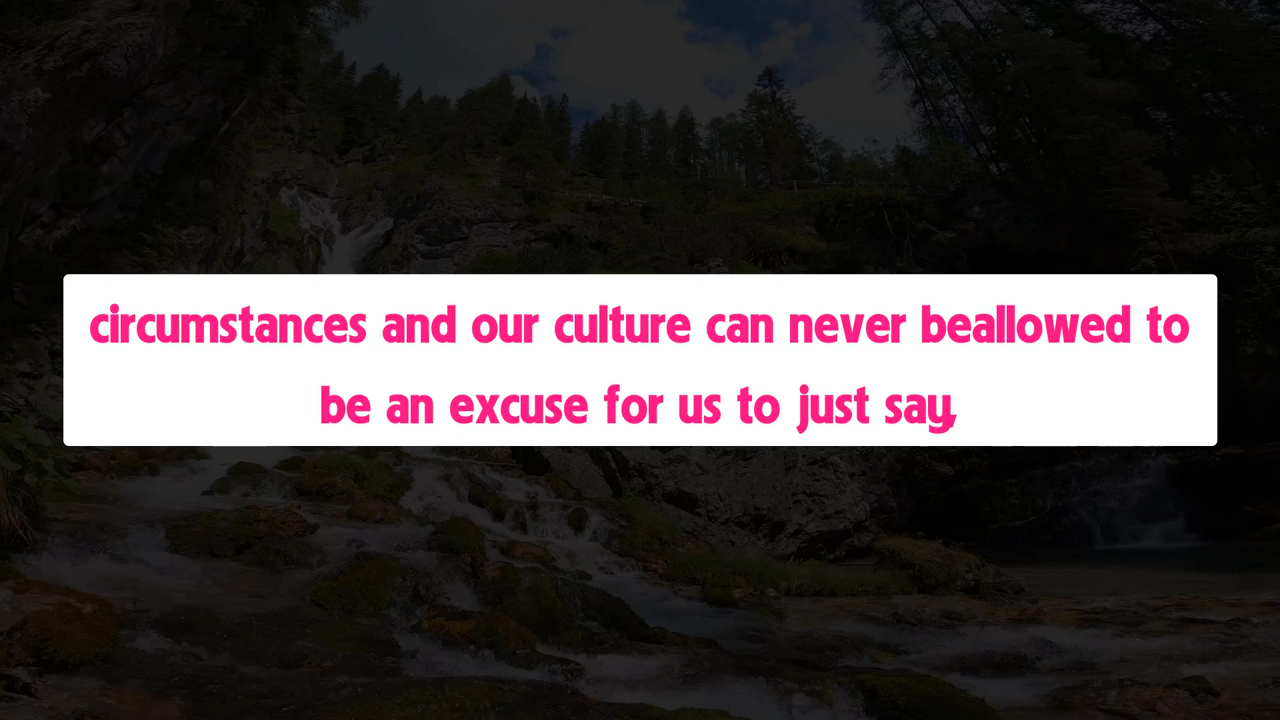 circumstances and our culture can never beallowed to
be an excuse for us to just say,